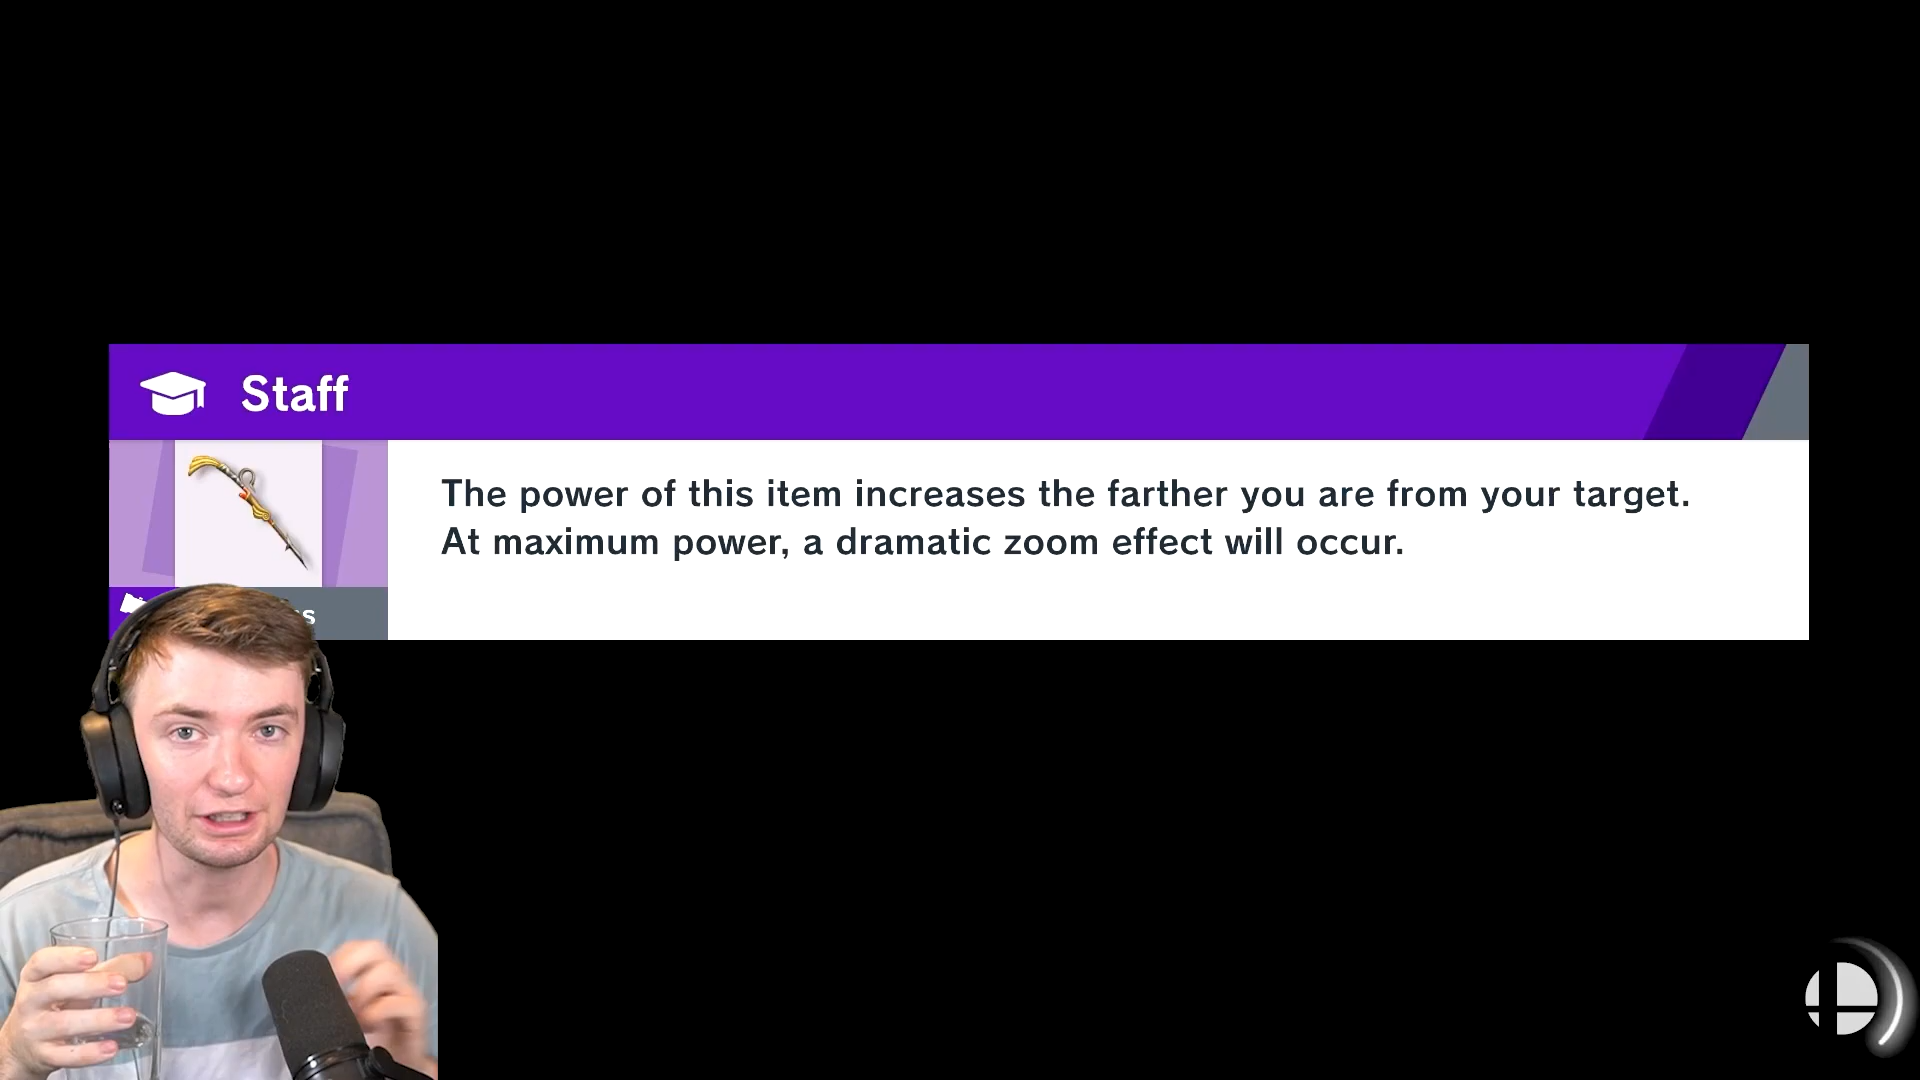 Staff
The power of this item increases the farther you are from your target.
At maximum power, a dramatic zoom effect will occur.